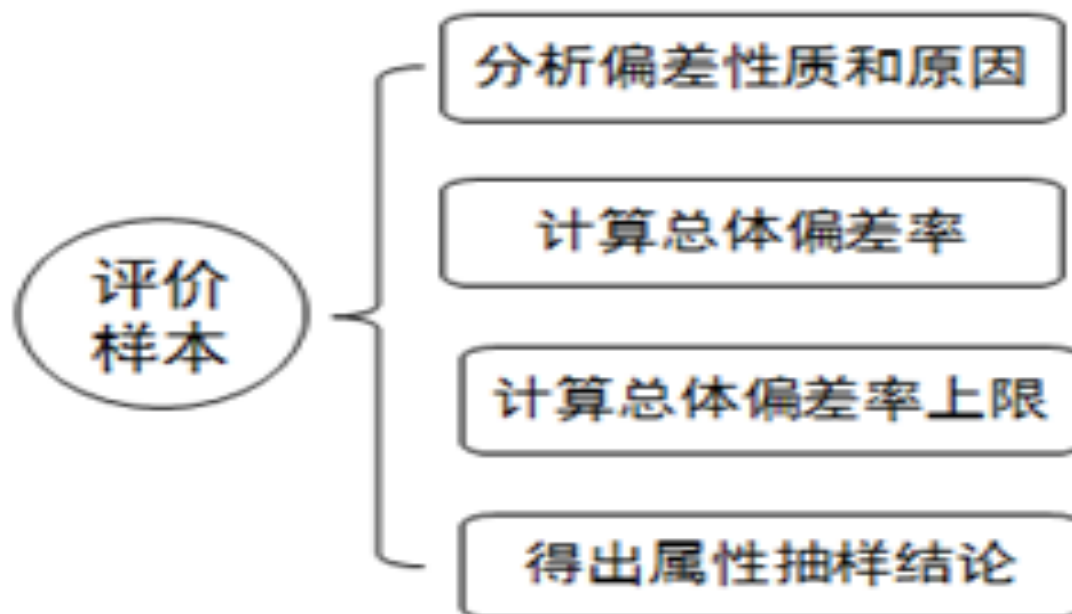 分析偏差性质和原因
计算总体偏差率
评价
样本
计算总体偏差率上限
得出属性抽样结论